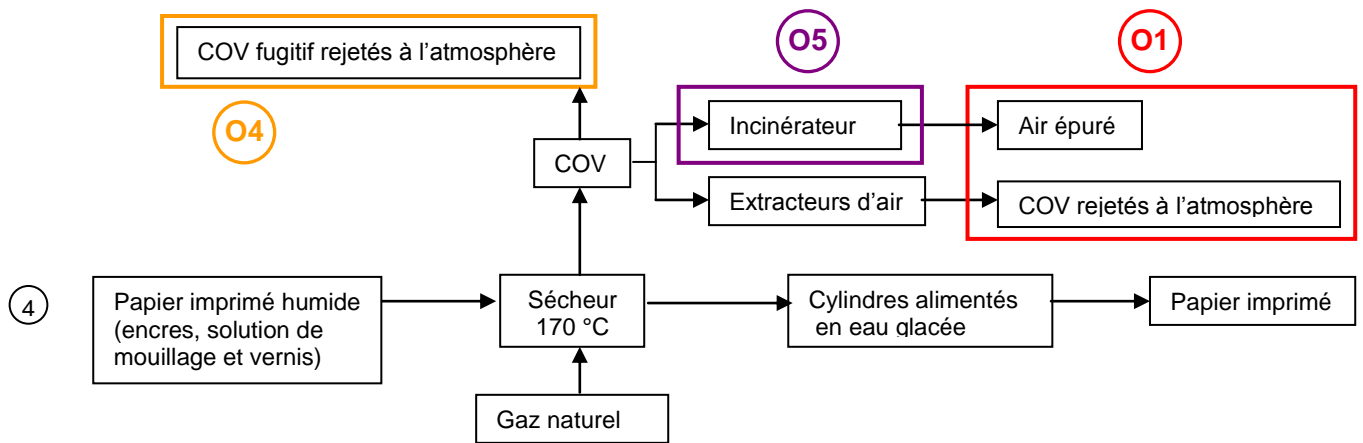 O5
O1
COV fugitif rejetés à l'atmosphère
O4
Incinérateur
Air épuré
COV
Extracteurs d'air
COV rejetés à l'atmosphère
4
Papier imprimé humide
(encres, solution de
mouillage et vernis)
Sécheur
170 °C
Cylindres alimentés
en eau glacée
Papier imprimé
Gaz naturel